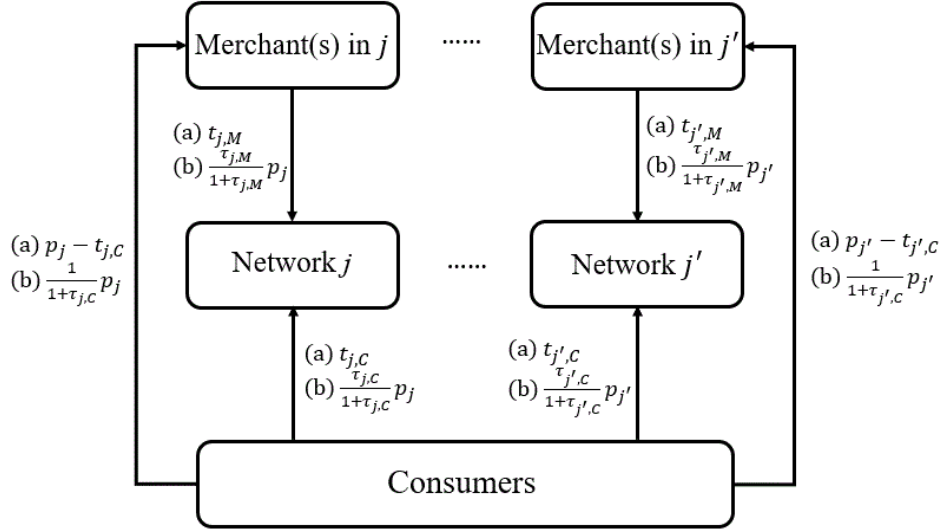 Merchant(s) in j
……
Merchant(s) in j′
(a) t_{j,M}
(b) \frac{τ_{j,M}}{1+τ_{j,M}} p_j
(a) t_{j′,M}
(b) \frac{τ_{j′,M}}{1+τ_{j′,M}} p_{j′}
(a) p_j − t_{j,C}
(b) \frac{1}{1+τ_{j,C}} p_j
Network j
……
Network j′
(a) p_{j′} − t_{j′,C}
(b) \frac{1}{1+τ_{j′,C}} p_{j′}
(a) t_{j,C}
(b) \frac{τ_{j,C}}{1+τ_{j,C}} p_j
(a) t_{j′,C}
(b) \frac{τ_{j′,C}}{1+τ_{j′,C}} p_{j′}
Consumers